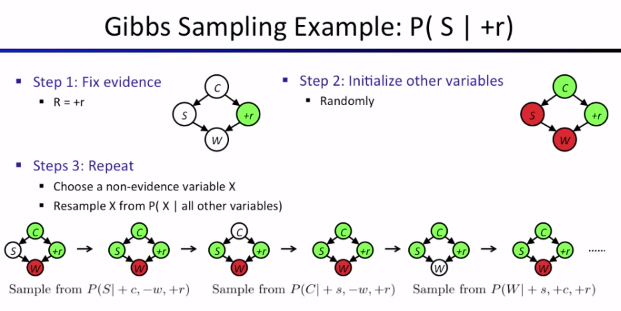 Gibbs Sampling Example: P( S | +r)
Step 1: Fix evidence
R = +r
C
S
+r
W
Step 2: Initialize other variables
Randomly
C
S
+r
W
Steps 3: Repeat
Choose a non-evidence variable X
Resample X from P( X | all other variables)
C
S
+r
W
C
S
+r
W
C
S
+r
W
C
S
+r
W
C
S
+r
W
C
S
+r
W
......
Sample from P(S| + c, −w, +r)
Sample from P(C| + s, −w, +r)
Sample from P(W| + s, +c, +r)